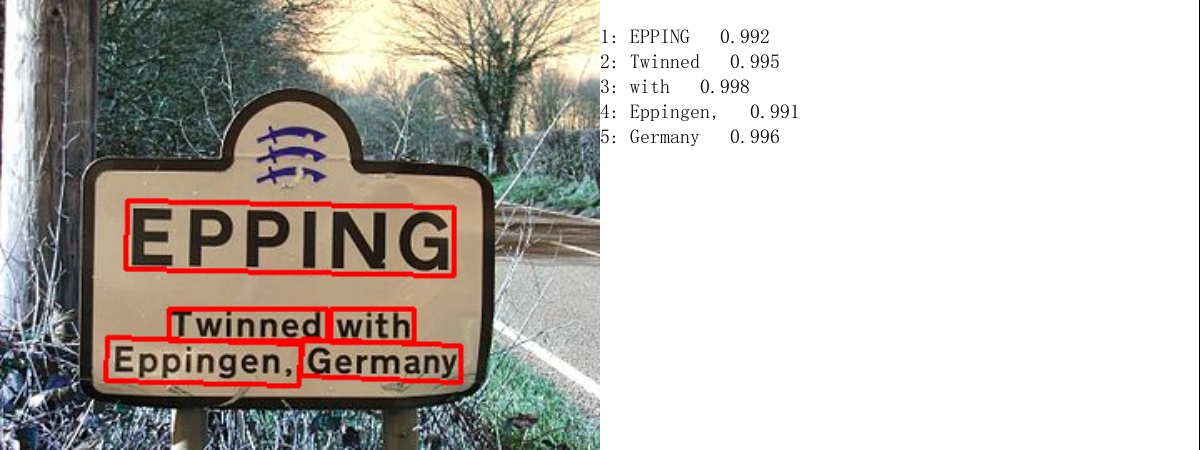 EPPING
Twinned with
Eppingen, Germany
1: EPPING 0.992
2: Twinned 0.995
3: with 0.998
4: Eppingen, 0.991
5: Germany 0.996